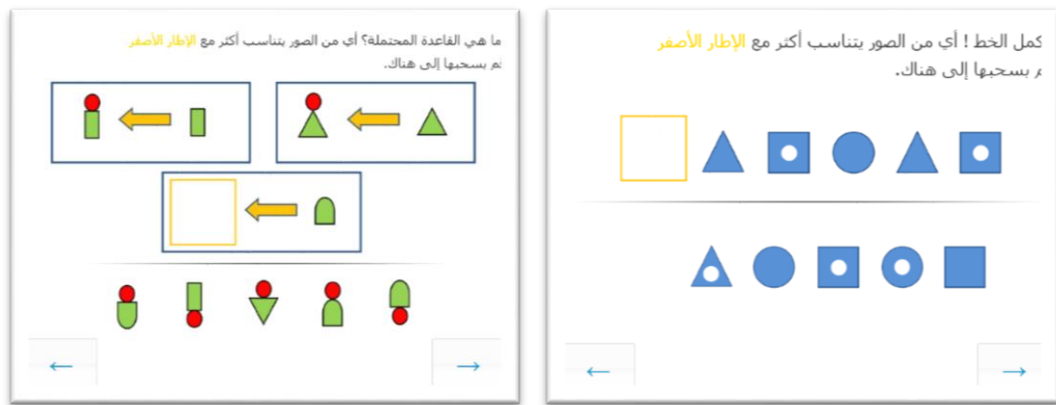 كمل الخط ! أي من الصور يتناسب أكثر مع الإطار الأصفر
م بسحبها إلى هناك.
ما هي القاعدة المحتملة؟ أي من الصور يتناسب أكثر مع الإطار الأصفر
م بسحبها إلى هناك.